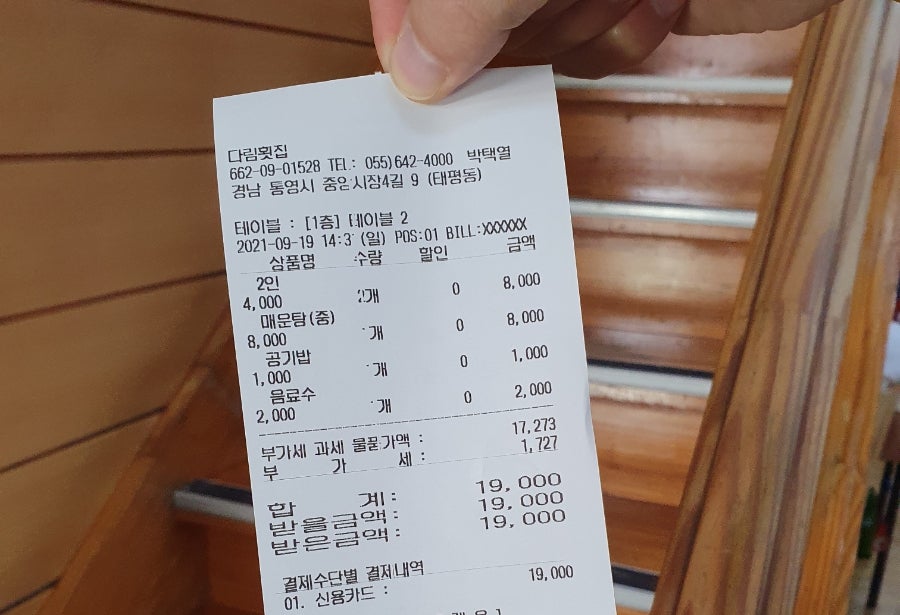 다림횟집
662-09-01528 TEL: 055)642-4000 박택열
경남 통영시 중앙시장4길 9 (태평동)
테이블 : [1층] 테이블 2
2021-09-19 (일) POS:01 BILL:XXXXXX
상품명 수량 할인 금액
2인
4,000 2개 0 8,000
매운탕(중)
8,000 개 0 8,000
공기밥
1,000 개 0 1,000
음료수
2,000 개 0 2,000
부가세 과세 물품가액 : 17,273
부 가 세 : 1,727
합 계: 19,000
받을금액: 19,000
받은금액: 19,000
결제수단별 결제내역
01. 신용카드 : 19,000